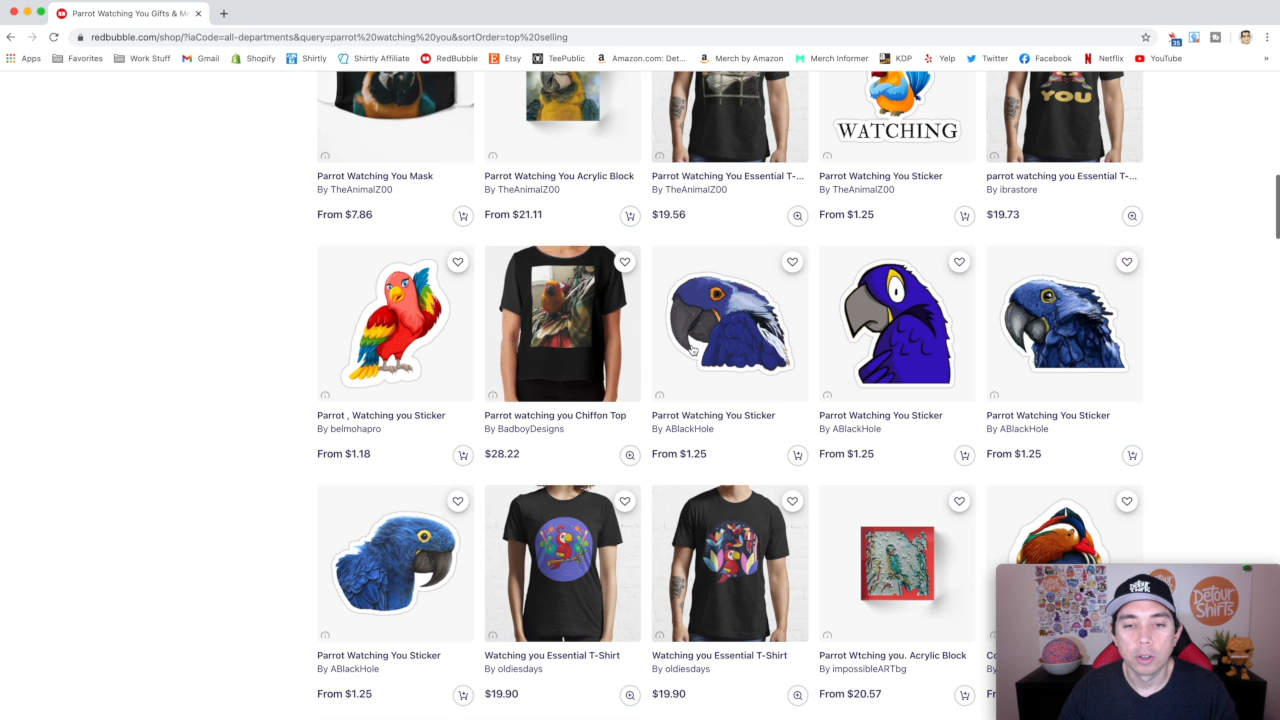 Parrot Watching You Gifts & M
redbubble.com/shop/?iaCode=all-departments&query=parrot%20watching%20you&sortOrder=top%20selling
35
Apps Favorites Work Stuff Gmail Shopify Shirtly Shirtly Affiliate RedBubble Etsy TeePublic Amazon.com: Det... Merch by Amazon Merch Informer KDP Yelp Twitter Facebook Netflix YouTube »
WATCHING
YOU
Parrot Watching You Mask
By TheAnimalZ00
From $7.86
Parrot Watching You Acrylic Block
By TheAnimalZ00
From $21.11
Parrot Watching You Essential T-...
By TheAnimalZ00
$19.56
Parrot Watching You Sticker
By TheAnimalZ00
From $1.25
parrot watching you Essential T-...
By ibrastore
$19.73
Parrot , Watching you Sticker
By belmohapro
From $1.18
Parrot watching you Chiffon Top
By BadboyDesigns
$28.22
Parrot Watching You Sticker
By ABlackHole
From $1.25
Parrot Watching You Sticker
By ABlackHole
From $1.25
Parrot Watching You Sticker
By ABlackHole
From $1.25
Parrot Watching You Sticker
By ABlackHole
From $1.25
Watching you Essential T-Shirt
By oldiesdays
$19.90
Watching you Essential T-Shirt
By oldiesdays
$19.90
Parrot Wtching you. Acrylic Block
By impossibleARTbg
From $20.57
DETOUR
SHIRTS
DETOUR
SHIRTS